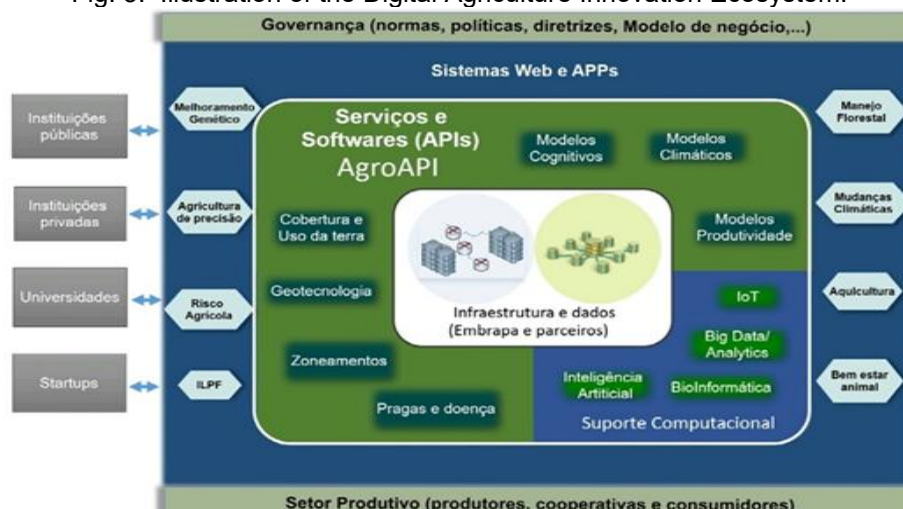 Fig. 3. Illustration of the Digital Agriculture Innovation Ecosystem.
Governança (normas, políticas, diretrizes, Modelo de negócio,...)
Sistemas Web e APPs
Instituições
públicas
Instituições
privadas
Universidades
Startups
Melhoramento
Genético
Agricultura
de precisão
Risco
Agrícola
ILPF
Serviços e
Softwares (APIs)
AgroAPI
Modelos
Cognitivos
Modelos
Climáticos
Cobertura e
Uso da terra
Modelos
Produtividade
Geotecnologia
Infraestrutura e dados
(Embrapa e parceiros)
Zoneamentos
Pragas e doença
IoT
Big Data/
Analytics
Inteligência
Artiticial
BioInformática
Suporte Computacional
Manejo
Florestal
Mudanças
Climáticas
Aquicultura
Bem estar
animal
Setor Produtivo (produtores, cooperativas e consumidores)